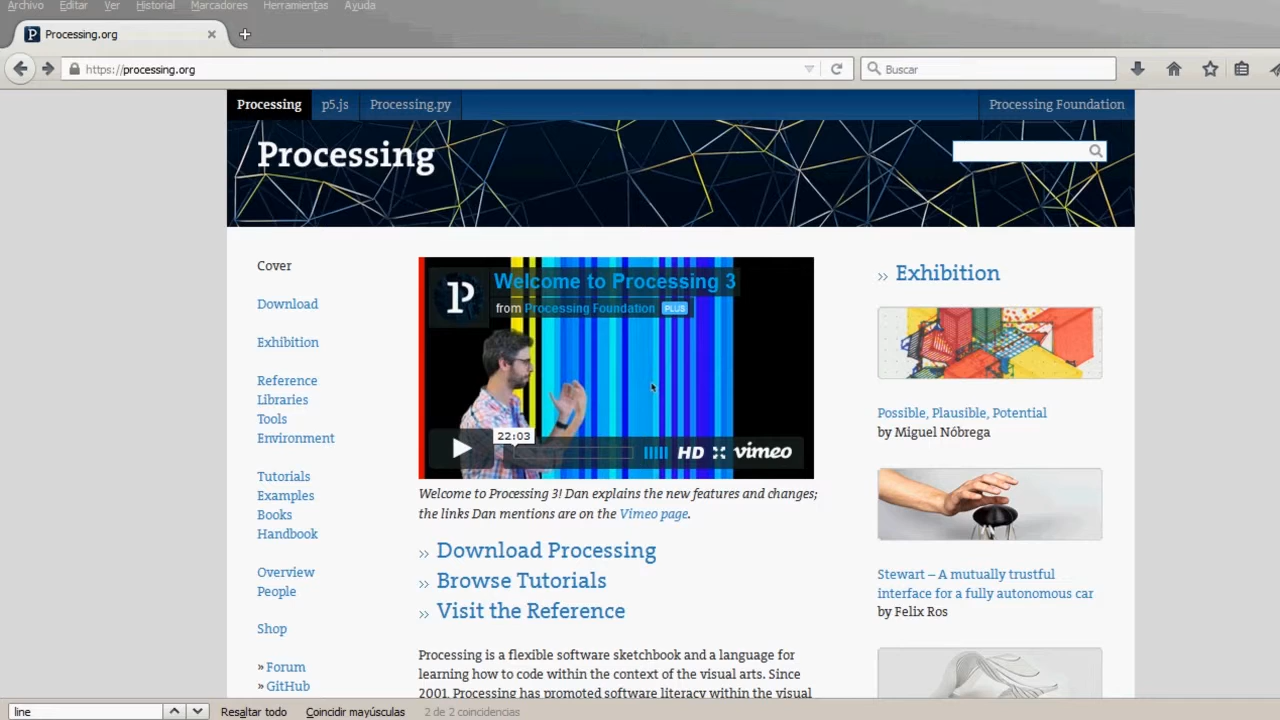 Archivo Editar Ver Historial Marcadores Herramientas Ayuda
Processing.org
https://processing.org
Buscar
Processing p5.js Processing.py Processing Foundation
Processing
Cover
Download
Exhibition
Reference
Libraries
Tools
Environment
Tutorials
Examples
Books
Handbook
Overview
People
Shop
» Forum
» GitHub
Welcome to Processing 3
from Processing Foundation PLUS
22:03
HD vimeo
Welcome to Processing 3! Dan explains the new features and changes;
the links Dan mentions are on the Vimeo page.
» Download Processing
» Browse Tutorials
» Visit the Reference
Processing is a flexible software sketchbook and a language for
learning how to code within the context of the visual arts. Since
2001, Processing has promoted software literacy within the visual
» Exhibition
Possible, Plausible, Potential
by Miguel Nóbrega
Stewart – A mutually trustful
interface for a fully autonomous car
by Felix Ros
line Resaltar todo Coincidir mayúsculas 2 de 2 coincidencias